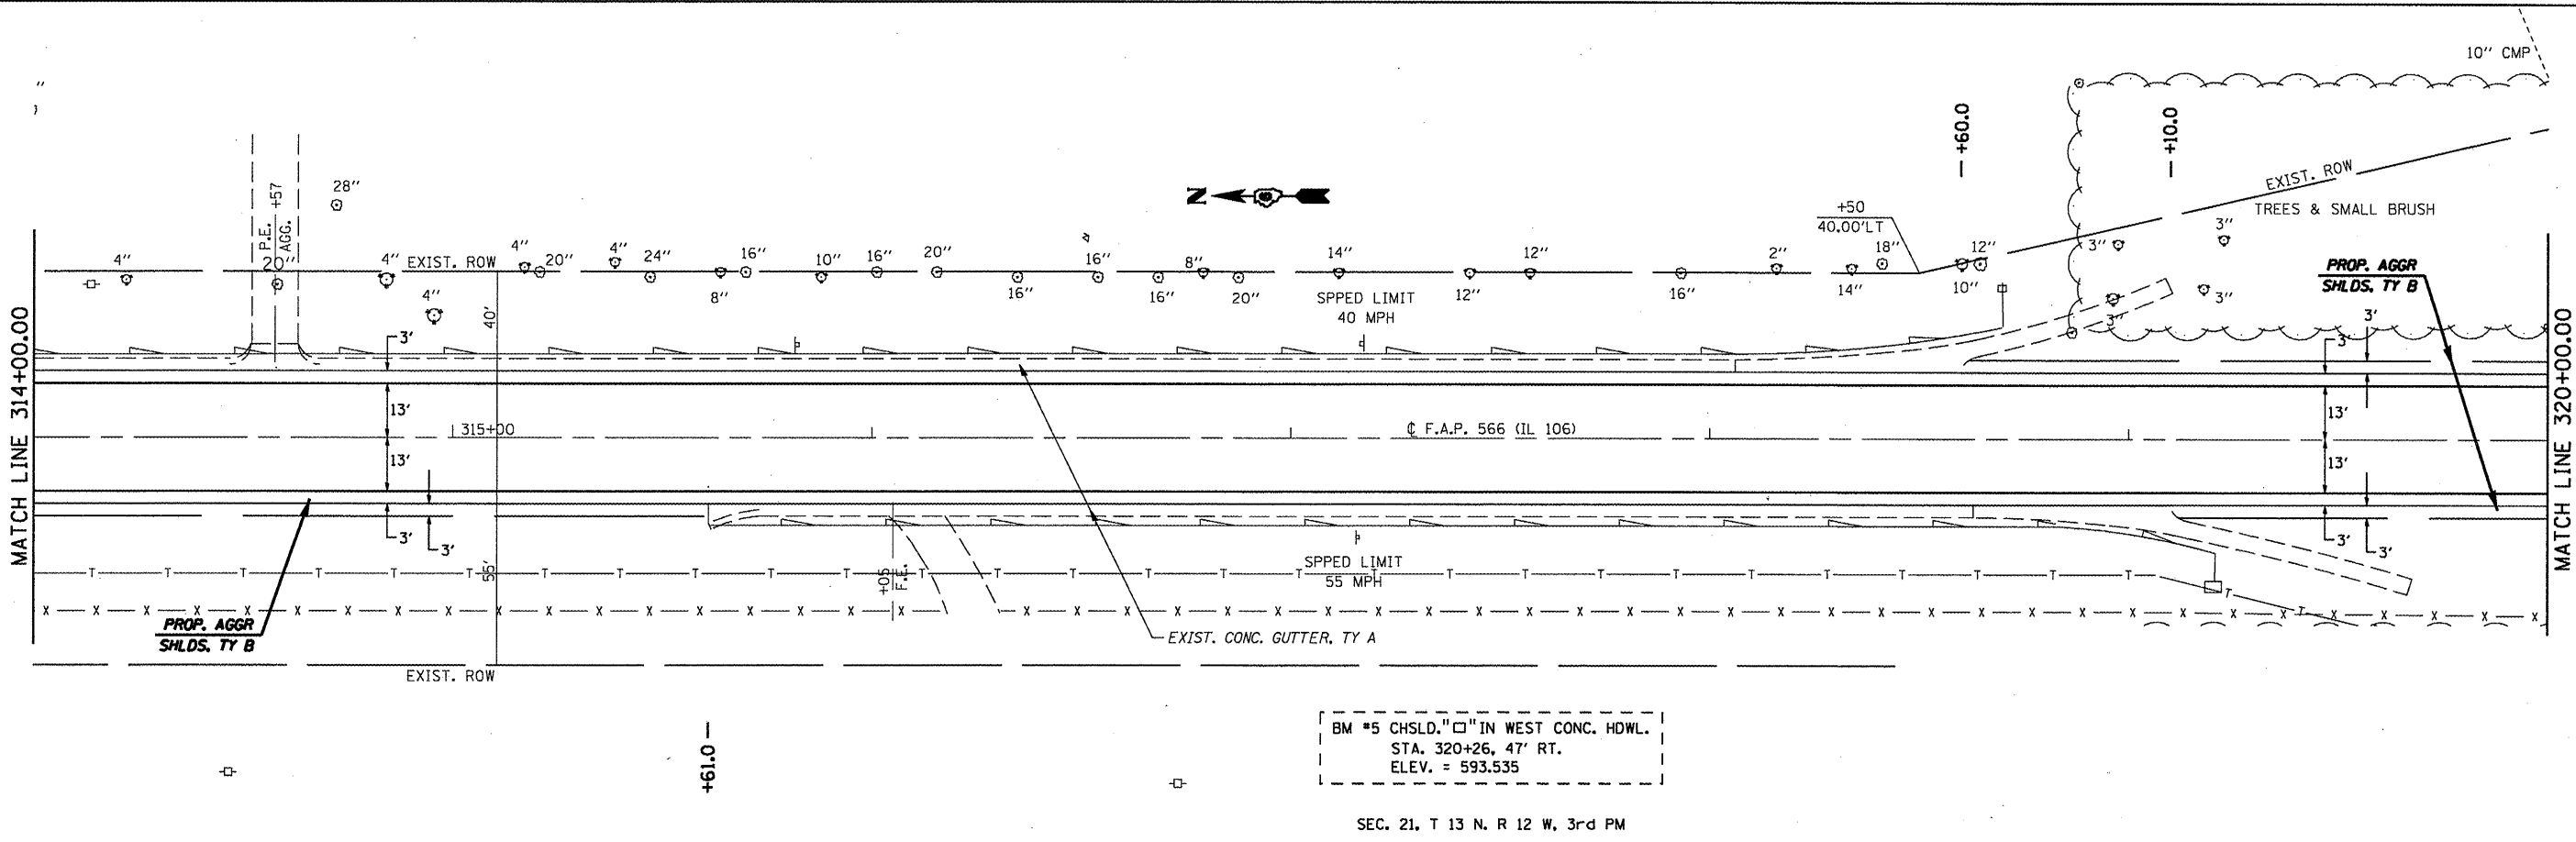 10" CMP
+60.0
+10.0
EXIST. ROW
TREES & SMALL BRUSH
28"
P.E. +57
AGG.
N
+50
40.00'LT
4"
20"
4"
4"
EXIST. ROW
4"
20"
4"
24"
8"
16"
10"
16"
20"
16"
16"
16"
8"
20"
14"
12"
12"
16"
2"
14"
18"
12"
10"
3"
3"
3"
3"
SPPED LIMIT
40 MPH
PROP. AGGR
SHLDS. TY B
40'
3'
3'
3'
MATCH LINE 314+00.00
MATCH LINE 320+00.00
13'
13'
315+00
℄ F.A.P. 566 (IL 106)
13'
13'
3'
3'
3'
3'
55'
+05
F.E.
SPPED LIMIT
55 MPH
PROP. AGGR
SHLDS. TY B
EXIST. CONC. GUTTER, TY A
EXIST. ROW
+61.0
BM #5 CHSLD. "□" IN WEST CONC. HDWL.
STA. 320+26, 47' RT.
ELEV. = 593.535
SEC. 21, T 13 N. R 12 W, 3rd PM